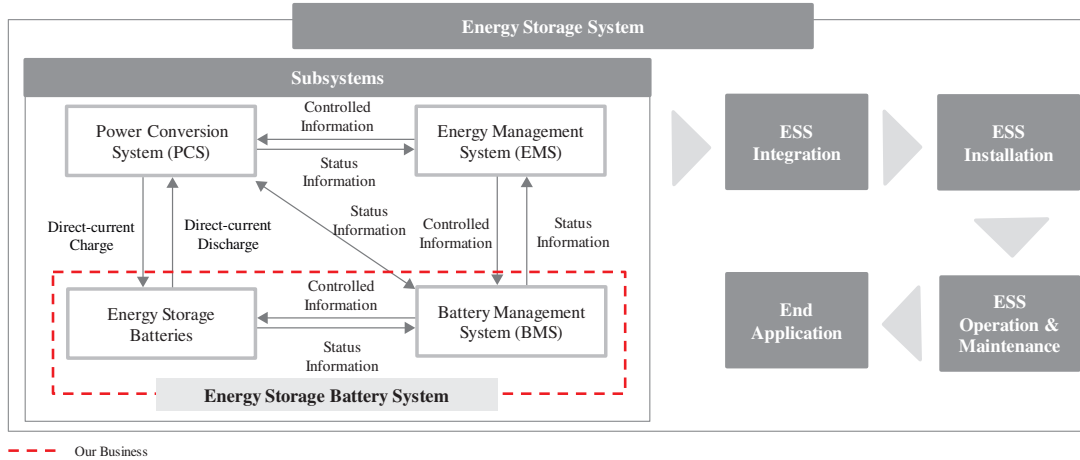 Energy Storage System
Subsystems
Power Conversion
System (PCS)
Controlled
Information
Status
Information
Energy Management
System (EMS)
Direct-current
Charge
Direct-current
Discharge
Status
Information
Controlled
Information
Status
Information
Energy Storage
Batteries
Controlled
Information
Status
Information
Battery Management
System (BMS)
Energy Storage Battery System
ESS
Integration
ESS
Installation
ESS
Operation &
Maintenance
End
Application
Our Business